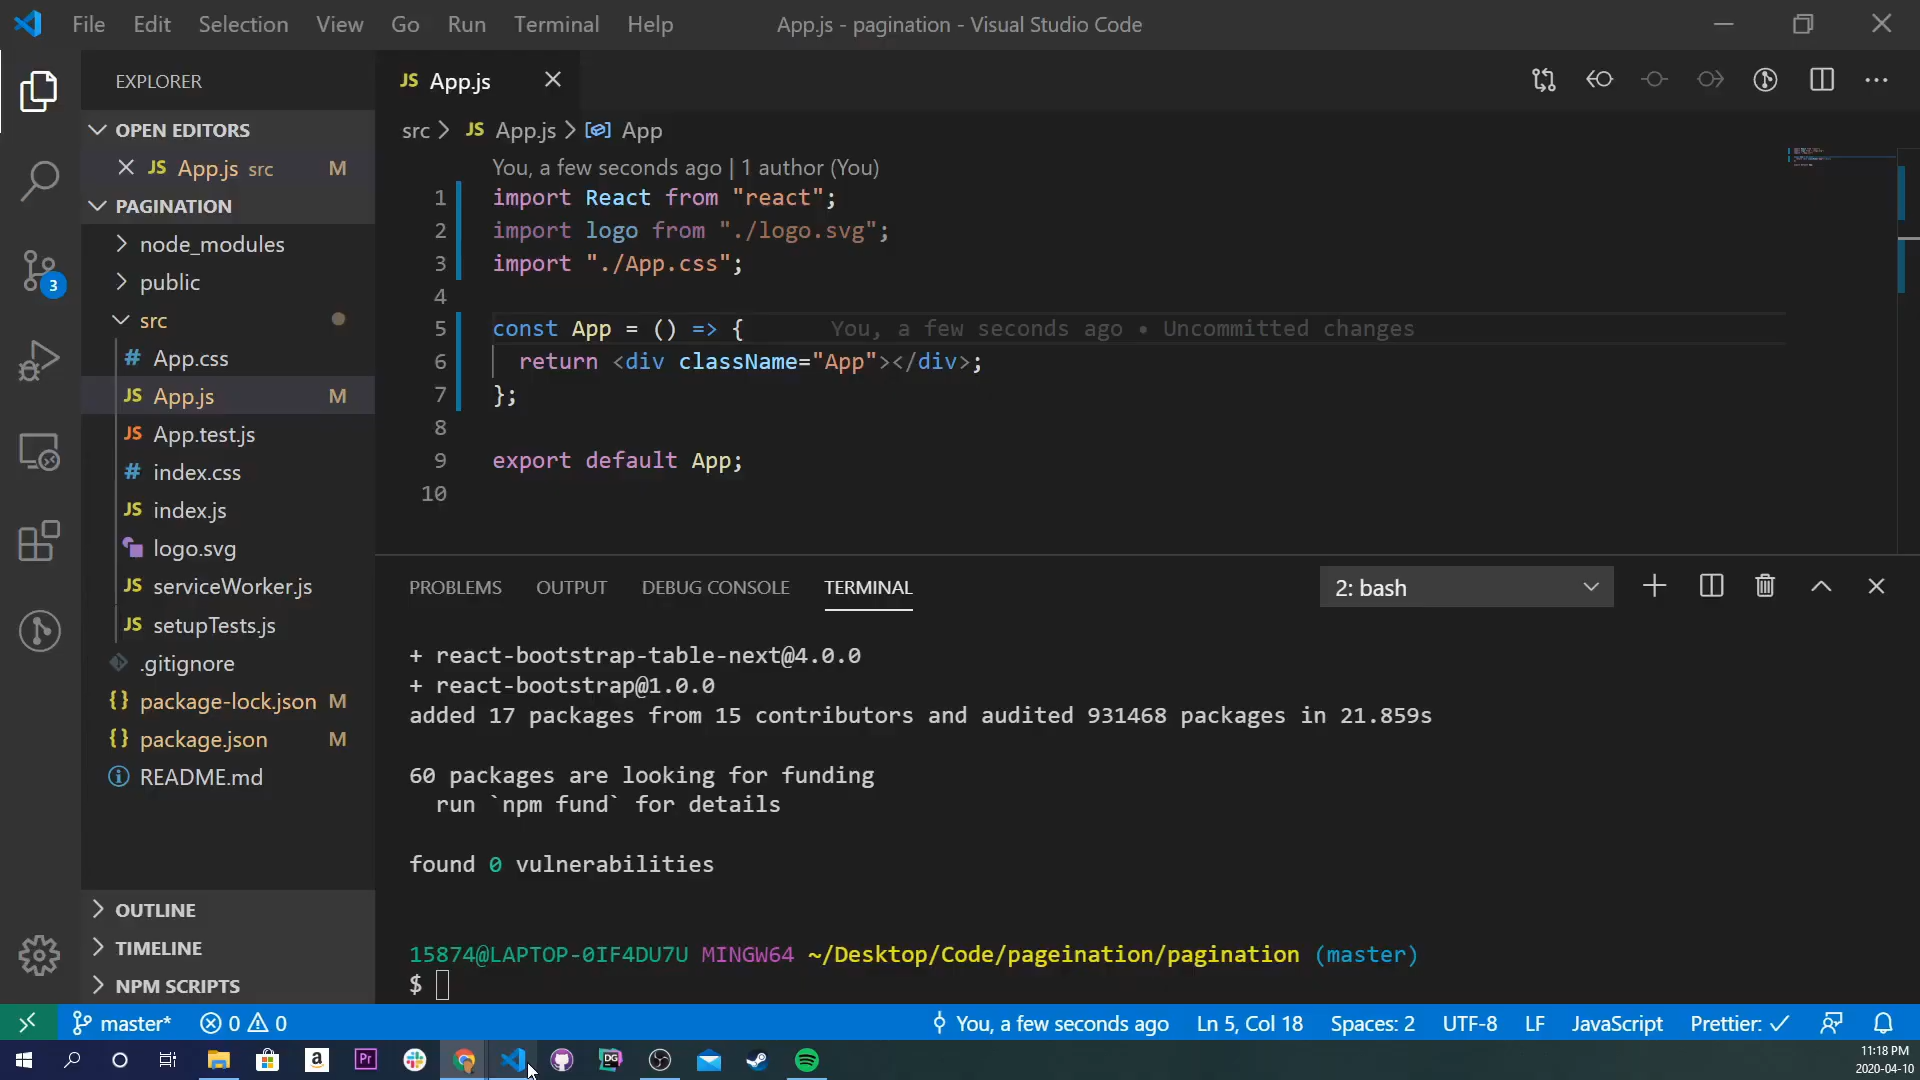 File Edit Selection View Go Run Terminal Help App.js - pagination - Visual Studio Code
EXPLORER
OPEN EDITORS
JS App.js src M
PAGINATION
node_modules
public
src
# App.css
JS App.js M
JS App.test.js
# index.css
JS index.js
logo.svg
JS serviceWorker.js
JS setupTests.js
.gitignore
{} package-lock.json M
{} package.json M
README.md
OUTLINE
TIMELINE
NPM SCRIPTS
3
JS App.js
src > JS App.js > App
You, a few seconds ago | 1 author (You)
1 import React from "react";
2 import logo from "./logo.svg";
3 import "./App.css";
4
5 const App = () => { You, a few seconds ago • Uncommitted changes
6 return <div className="App"></div>;
7 };
8
9 export default App;
10
PROBLEMS OUTPUT DEBUG CONSOLE TERMINAL 2: bash
+ react-bootstrap-table-next@4.0.0
+ react-bootstrap@1.0.0
added 17 packages from 15 contributors and audited 931468 packages in 21.859s
60 packages are looking for funding
run `npm fund` for details
found 0 vulnerabilities
15874@LAPTOP-0IF4DU7U MINGW64 ~/Desktop/Code/pageination/pagination (master)
$
master* 0 0 You, a few seconds ago Ln 5, Col 18 Spaces: 2 UTF-8 LF JavaScript Prettier: ✓
a Pr DG
11:18 PM
2020-04-10